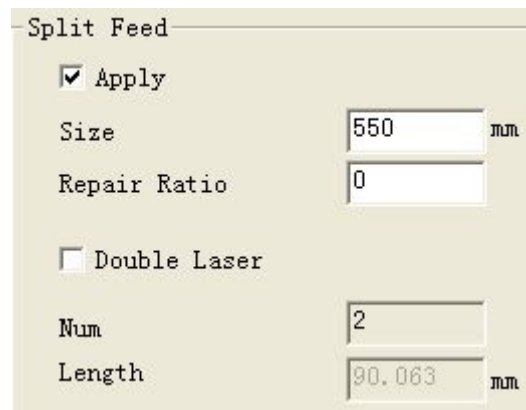 Split Feed
Apply
Size 550 mm
Repair Ratio 0
Double Laser
Num 2
Length 90.063 mm